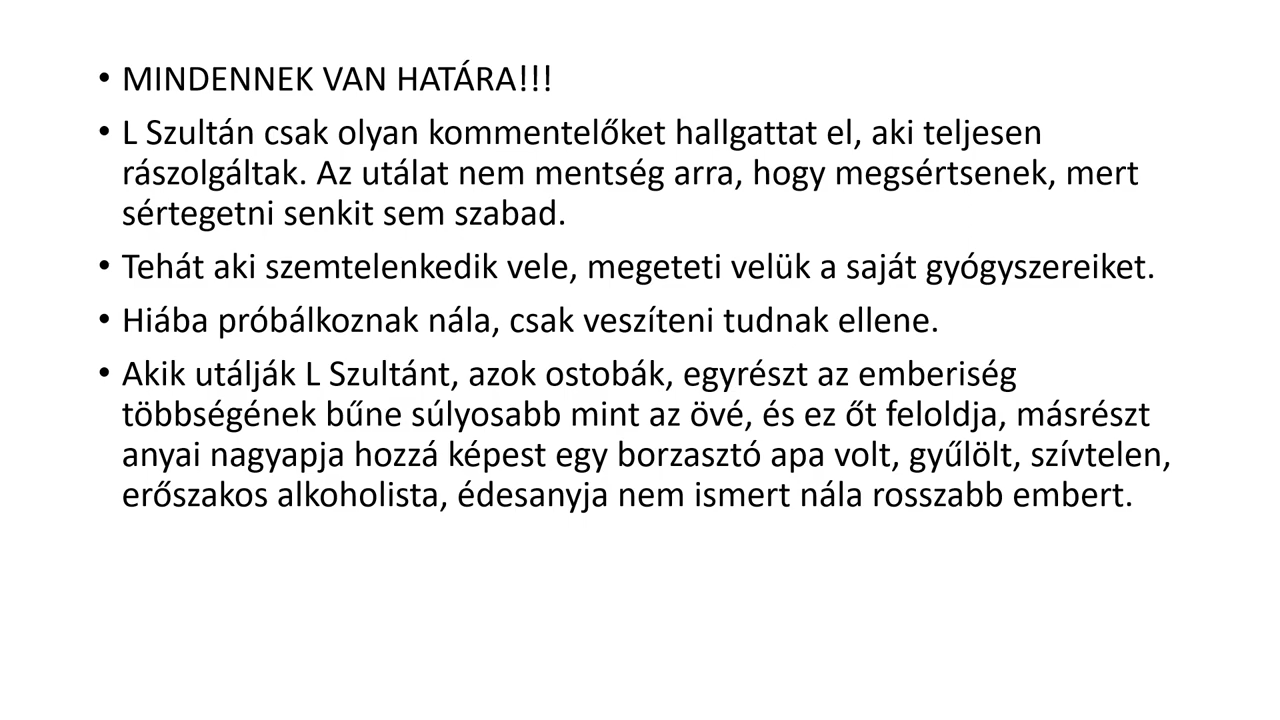 • MINDENNEK VAN HATÁRA!!!
• L Szultán csak olyan kommentelőket hallgattat el, aki teljesen
rászolgáltak. Az utálat nem mentség arra, hogy megsértsenek, mert
sértegetni senkit sem szabad.
• Tehát aki szemtelenkedik vele, megeteti velük a saját gyógyszereiket.
• Hiába próbálkoznak nála, csak veszíteni tudnak ellene.
• Akik utálják L Szultánt, azok ostobák, egyrészt az emberiség
többségének bűne súlyosabb mint az övé, és ez őt feloldja, másrészt
anyai nagyapja hozzá képest egy borzasztó apa volt, gyűlölt, szívtelen,
erőszakos alkoholista, édesanyja nem ismert nála rosszabb embert.